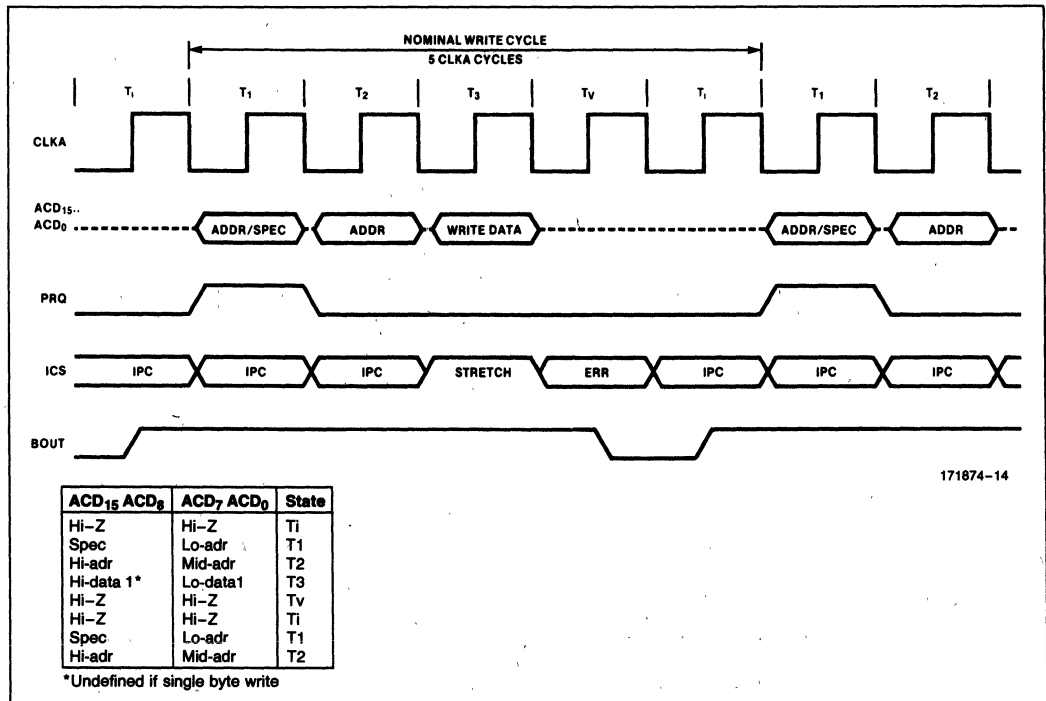 NOMINAL WRITE CYCLE
5 CLKA CYCLES
Ti T1 T2 T3 TV Ti T1 T2
CLKA
ACD15..
ACD0 ADDR/SPEC ADDR WRITE DATA ADDR/SPEC ADDR
PRQ
ICS IPC IPC IPC STRETCH ERR IPC IPC IPC
BOUT
171874-14
ACD15 ACD8 ACD7 ACD0 State
Hi-Z Hi-Z Ti
Spec Lo-adr T1
Hi-adr Mid-adr T2
Hi-data 1* Lo-data1 T3
Hi-Z Hi-Z Tv
Hi-Z Hi-Z Ti
Spec Lo-adr T1
Hi-adr Mid-adr T2
*Undefined if single byte write